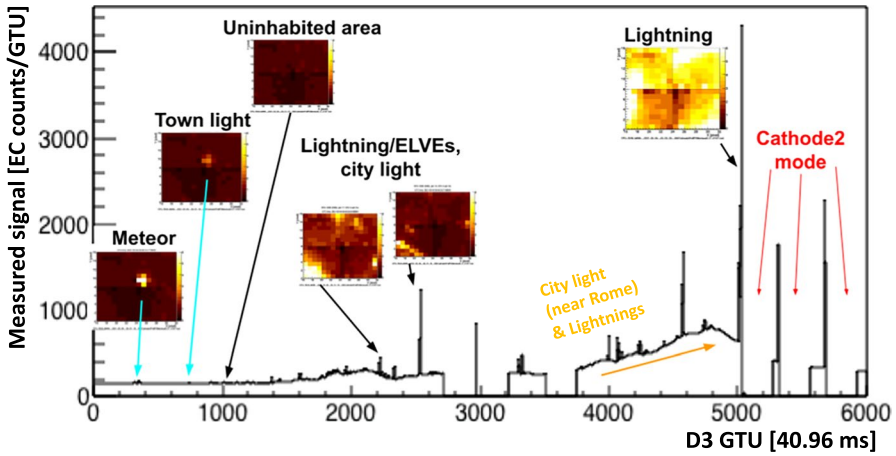 Measured signal [EC counts/GTU]
4000
3000
2000
1000
0
Uninhabited area
Town light
Meteor
Lightning/ELVEs,
city light
Lightning
Cathode2
mode
City light
(near Rome)
& Lightnings
0
1000
2000
3000
4000
5000
6000
D3 GTU [40.96 ms]